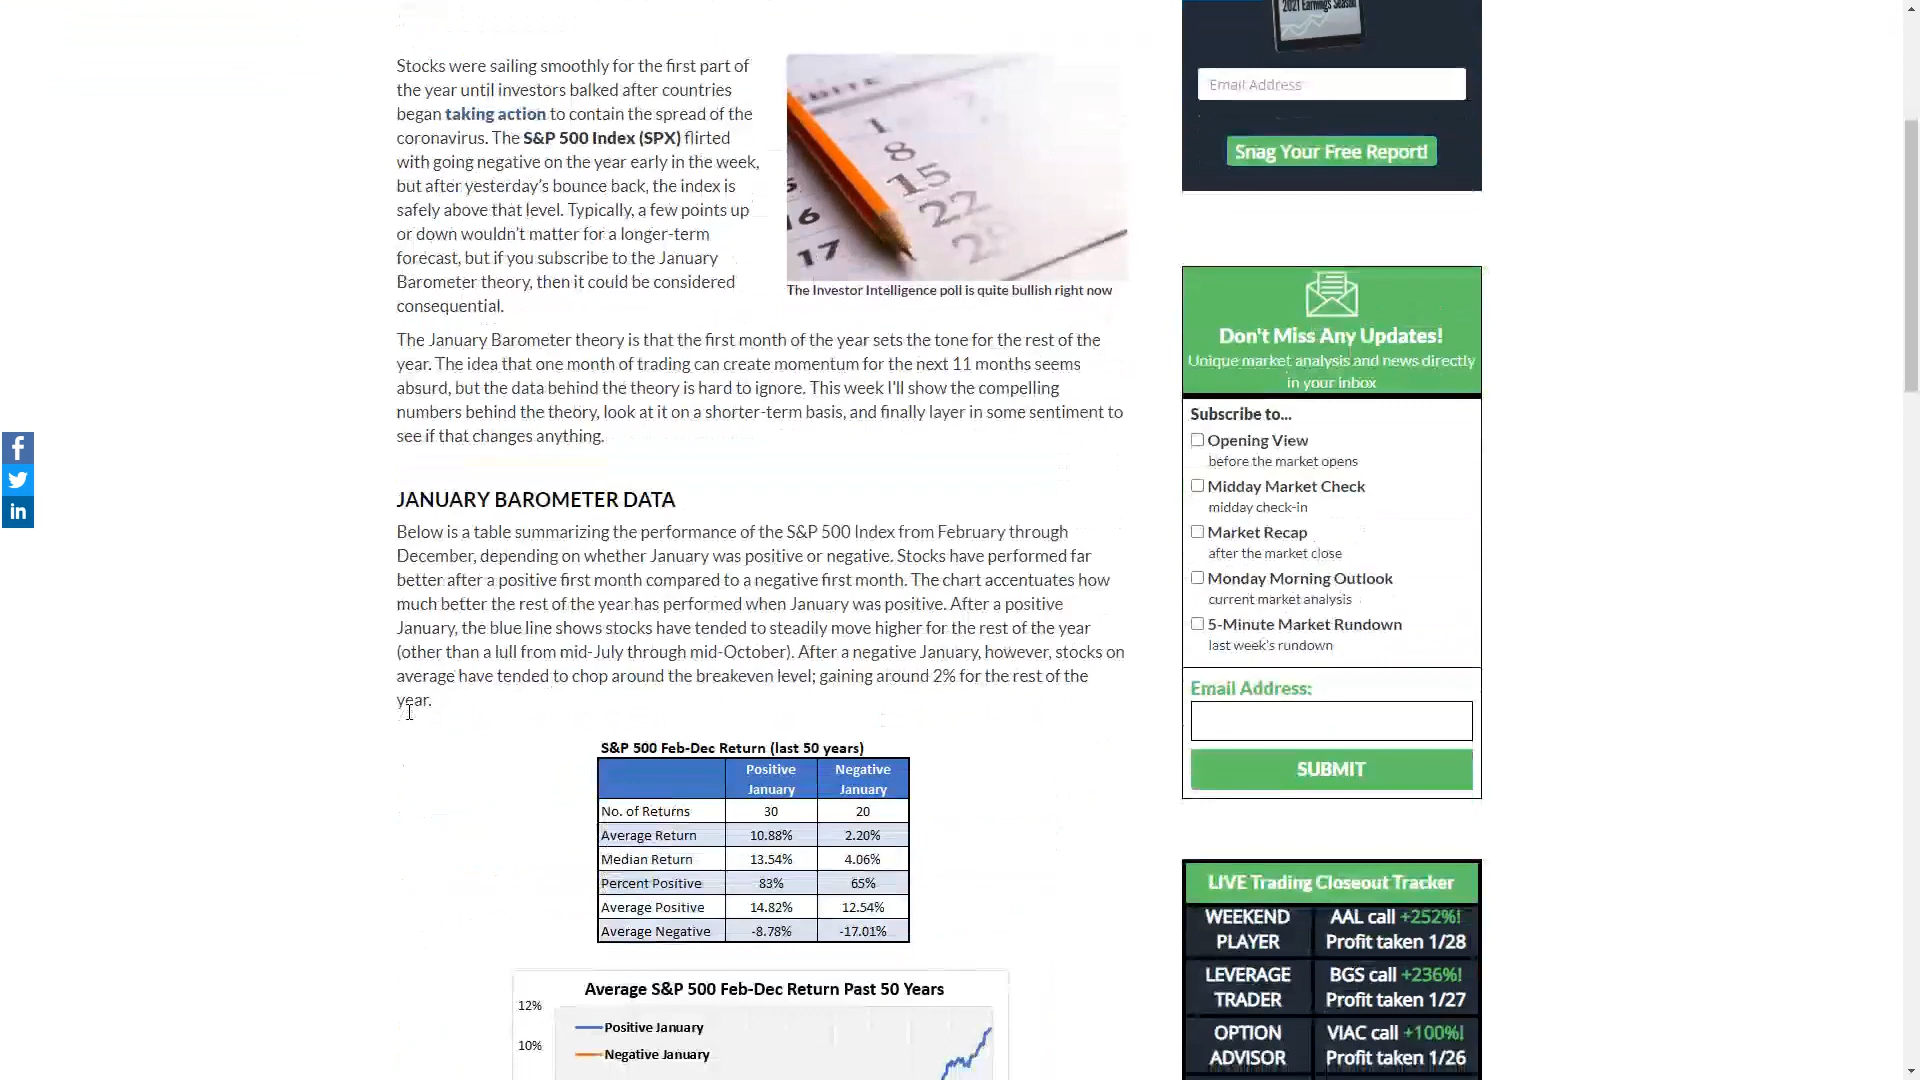 Stocks were sailing smoothly for the first part of
the year until investors balked after countries
began taking action to contain the spread of the
coronavirus. The S&P 500 Index (SPX) flirted
with going negative on the year early in the week,
but after yesterday's bounce back, the index is
safely above that level. Typically, a few points up
or down wouldn't matter for a longer-term
forecast, but if you subscribe to the January
Barometer theory, then it could be considered
consequential.
1
8
15
22
16
17
The Investor Intelligence poll is quite bullish right now
The January Barometer theory is that the first month of the year sets the tone for the rest of the
year. The idea that one month of trading can create momentum for the next 11 months seems
absurd, but the data behind the theory is hard to ignore. This week I'll show the compelling
numbers behind the theory, look at it on a shorter-term basis, and finally layer in some sentiment to
see if that changes anything.
JANUARY BAROMETER DATA
Below is a table summarizing the performance of the S&P 500 Index from February through
December, depending on whether January was positive or negative. Stocks have performed far
better after a positive first month compared to a negative first month. The chart accentuates how
much better the rest of the year has performed when January was positive. After a positive
January, the blue line shows stocks have tended to steadily move higher for the rest of the year
(other than a lull from mid-July through mid-October). After a negative January, however, stocks on
average have tended to chop around the breakeven level; gaining around 2% for the rest of the
year.
S&P 500 Feb-Dec Return (last 50 years)
Positive January Negative January
No. of Returns 30 20
Average Return 10.88% 2.20%
Median Return 13.54% 4.06%
Percent Positive 83% 65%
Average Positive 14.82% 12.54%
Average Negative -8.78% -17.01%
Average S&P 500 Feb-Dec Return Past 50 Years
12%
Positive January
10%
Negative January
2021 Earnings Season
Email Address
Snag Your Free Report!
Don't Miss Any Updates!
Unique market analysis and news directly
in your inbox
Subscribe to...
Opening View
before the market opens
Midday Market Check
midday check-in
Market Recap
after the market close
Monday Morning Outlook
current market analysis
5-Minute Market Rundown
last week's rundown
Email Address:
SUBMIT
LIVE Trading Closeout Tracker
WEEKEND PLAYER AAL call +252%! Profit taken 1/28
LEVERAGE TRADER BGS call +236%! Profit taken 1/27
OPTION ADVISOR VIAC call +100%! Profit taken 1/26